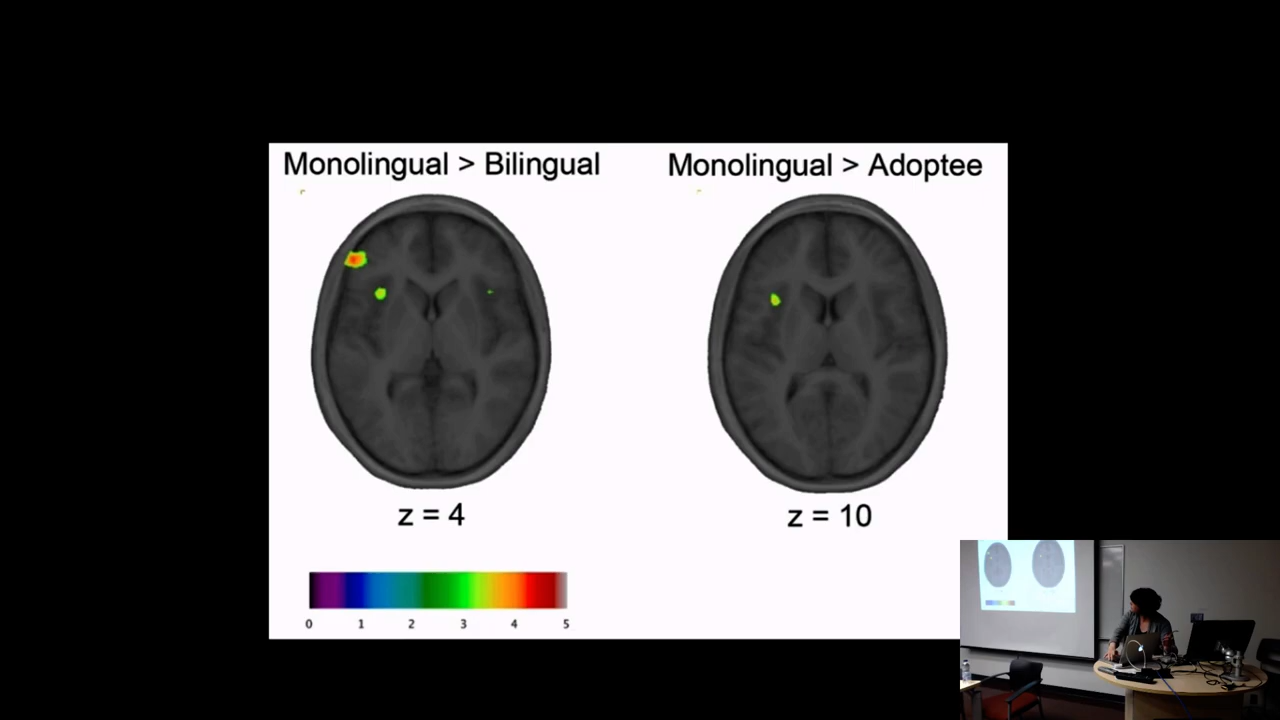 Monolingual > Bilingual
Monolingual > Adoptee
z = 4
z = 10
0 1 2 3 4 5